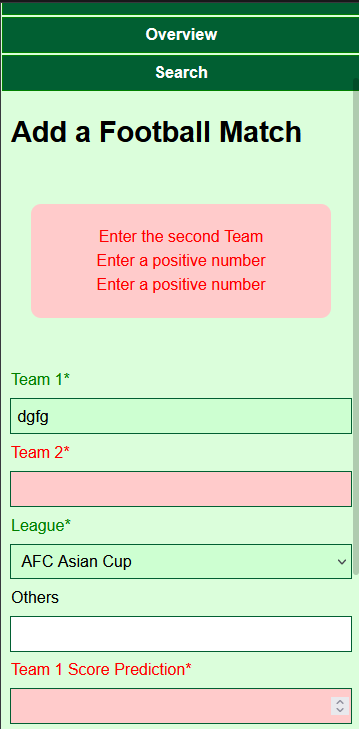 Overview
Search
Add a Football Match
Enter the second Team
Enter a positive number
Enter a positive number
Team 1*
dgfg
Team 2*
League*
AFC Asian Cup
Others
Team 1 Score Prediction*